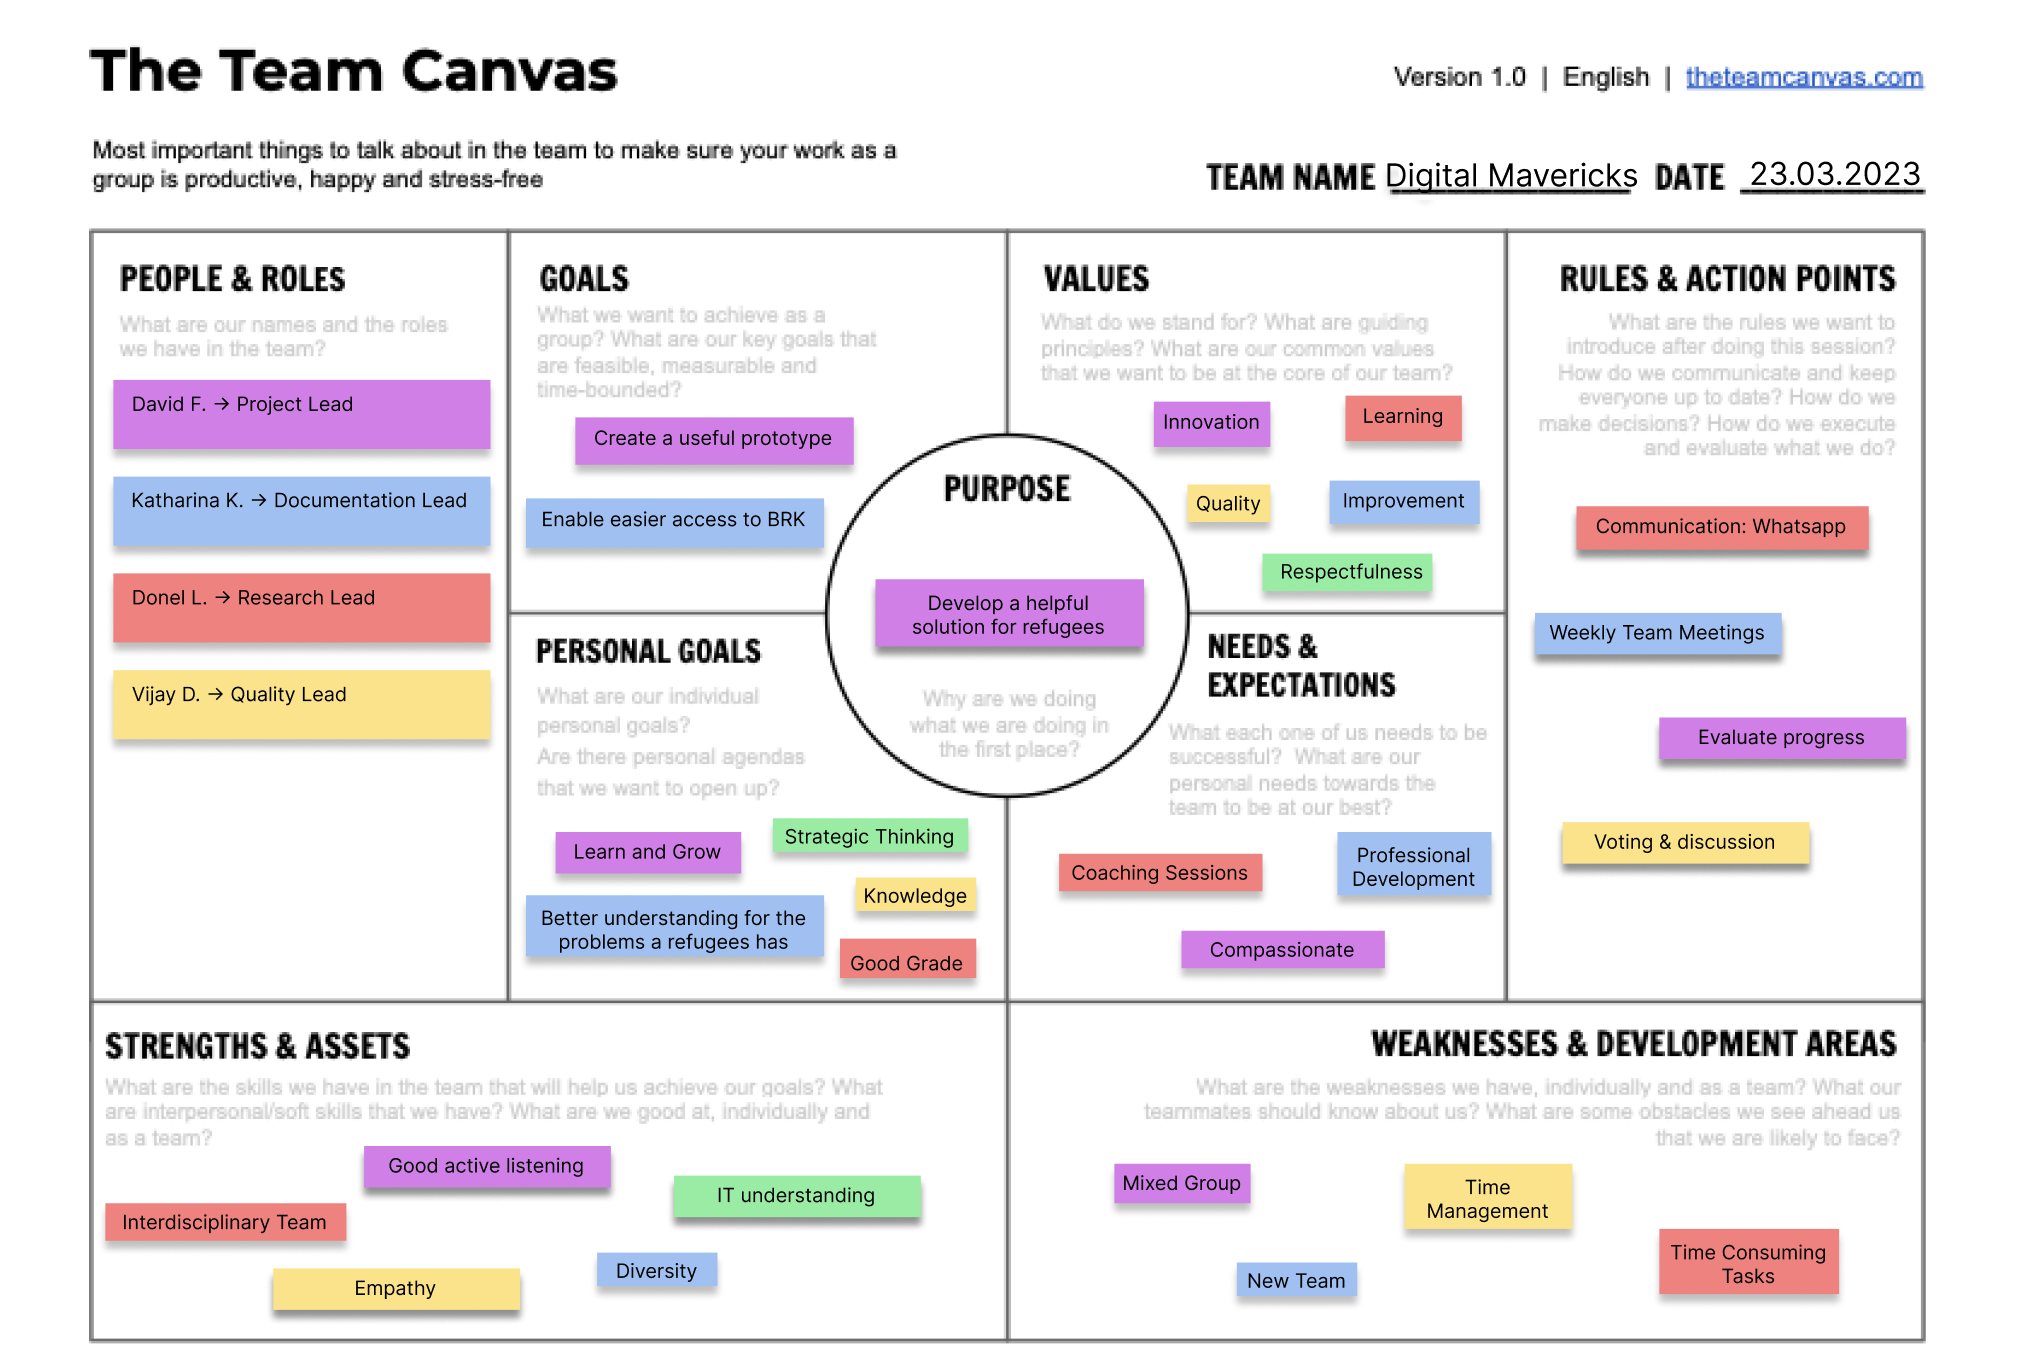 The Team Canvas
Version 1.0 | English | theteamcanvas.com
Most important things to talk about in the team to make sure your work as a
group is productive, happy and stress-free
TEAM NAME Digital Mavericks DATE 23.03.2023
PEOPLE & ROLES
What are our names and the roles
we have in the team?
David F. → Project Lead
Katharina K. → Documentation Lead
Donel L. → Research Lead
Vijay D. → Quality Lead
GOALS
What we want to achieve as a
group? What are our key goals that
are feasible, measurable and
time-bounded?
Create a useful prototype
Enable easier access to BRK
PERSONAL GOALS
What are our individual
personal goals?
Are there personal agendas
that we want to open up?
Learn and Grow
Strategic Thinking
Knowledge
Better understanding for the
problems a refugees has
Good Grade
PURPOSE
Develop a helpful
solution for refugees
Why are we doing
what we are doing in
the first place?
VALUES
What do we stand for? What are guiding
principles? What are our common values
that we want to be at the core of our team?
Innovation
Learning
Quality
Improvement
Respectfulness
NEEDS &
EXPECTATIONS
What each one of us needs to be
successful? What are our
personal needs towards the
team to be at our best?
Coaching Sessions
Professional
Development
Compassionate
RULES & ACTION POINTS
What are the rules we want to
introduce after doing this session?
How do we communicate and keep
everyone up to date? How do we
make decisions? How do we execute
and evaluate what we do?
Communication: Whatsapp
Weekly Team Meetings
Evaluate progress
Voting & discussion
STRENGTHS & ASSETS
What are the skills we have in the team that will help us achieve our goals? What
are interpersonal/soft skills that we have? What are we good at, individually and
as a team?
Good active listening
IT understanding
Interdisciplinary Team
Diversity
Empathy
WEAKNESSES & DEVELOPMENT AREAS
What are the weaknesses we have, individually and as a team? What our
teammates should know about us? What are some obstacles we see ahead us
that we are likely to face?
Mixed Group
Time
Management
Time Consuming
Tasks
New Team